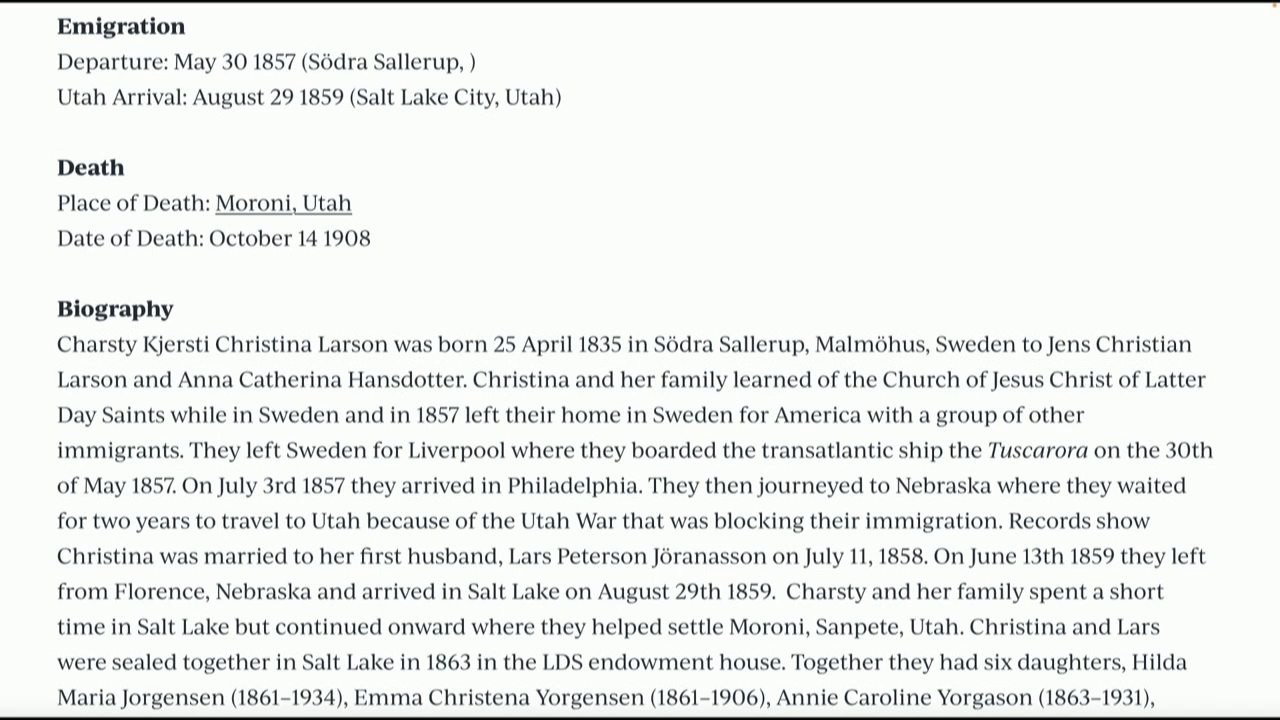 Emigration
Departure: May 30 1857 (Södra Sallerup, )
Utah Arrival: August 29 1859 (Salt Lake City, Utah)
Death
Place of Death: Moroni, Utah
Date of Death: October 14 1908
Biography
Charsty Kjersti Christina Larson was born 25 April 1835 in Södra Sallerup, Malmöhus, Sweden to Jens Christian
Larson and Anna Catherina Hansdotter. Christina and her family learned of the Church of Jesus Christ of Latter
Day Saints while in Sweden and in 1857 left their home in Sweden for America with a group of other
immigrants. They left Sweden for Liverpool where they boarded the transatlantic ship the Tuscarora on the 30th
of May 1857. On July 3rd 1857 they arrived in Philadelphia. They then journeyed to Nebraska where they waited
for two years to travel to Utah because of the Utah War that was blocking their immigration. Records show
Christina was married to her first husband, Lars Peterson Jöranasson on July 11, 1858. On June 13th 1859 they left
from Florence, Nebraska and arrived in Salt Lake on August 29th 1859.  Charsty and her family spent a short
time in Salt Lake but continued onward where they helped settle Moroni, Sanpete, Utah. Christina and Lars
were sealed together in Salt Lake in 1863 in the LDS endowment house. Together they had six daughters, Hilda
Maria Jorgensen (1861–1934), Emma Christena Yorgensen (1861–1906), Annie Caroline Yorgason (1863–1931),